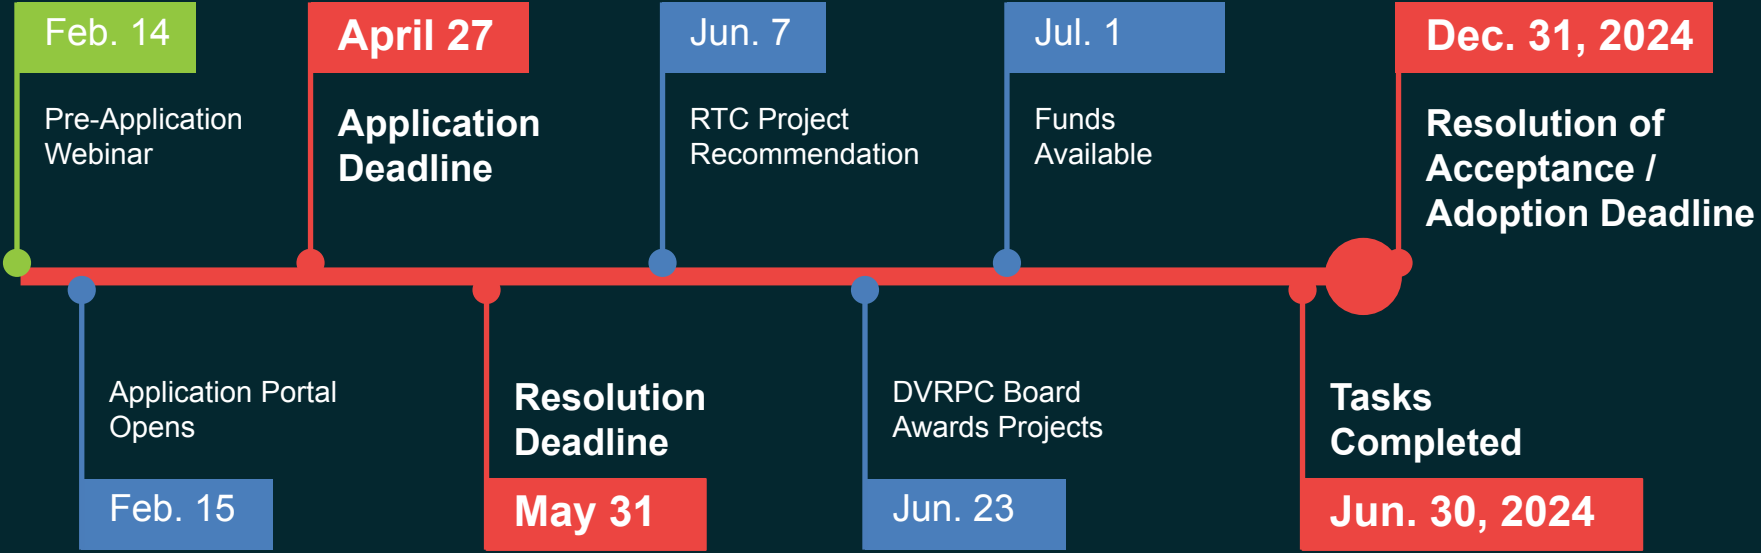 Feb. 14
Pre-Application
Webinar
April 27
Application
Deadline
Jun. 7
RTC Project
Recommendation
Jul. 1
Funds
Available
Dec. 31, 2024
Resolution of
Acceptance /
Adoption Deadline
Application Portal
Opens
Feb. 15
Resolution
Deadline
May 31
DVRPC Board
Awards Projects
Jun. 23
Tasks
Completed
Jun. 30, 2024